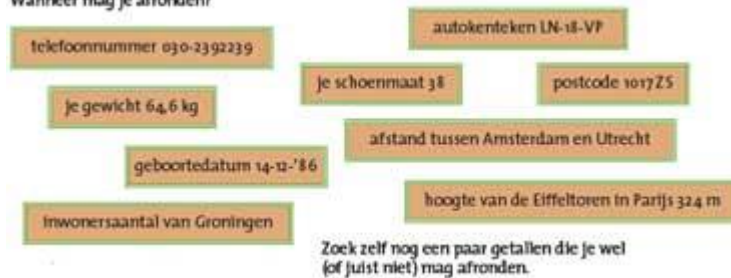 Wanneer mag je afronden?
autokenteken LN-18-VP
telefoonnummer 030-2392239
je schoenmaat 38
postcode 1017ZS
je gewicht 64,6 kg
afstand tussen Amsterdam en Utrecht
geboortedatum 14-12-'86
hoogte van de Eiffeltoren in Parijs 324 m
inwonersaantal van Groningen
Zoek zelf nog een paar getallen die je wel
(of juist niet) mag afronden.